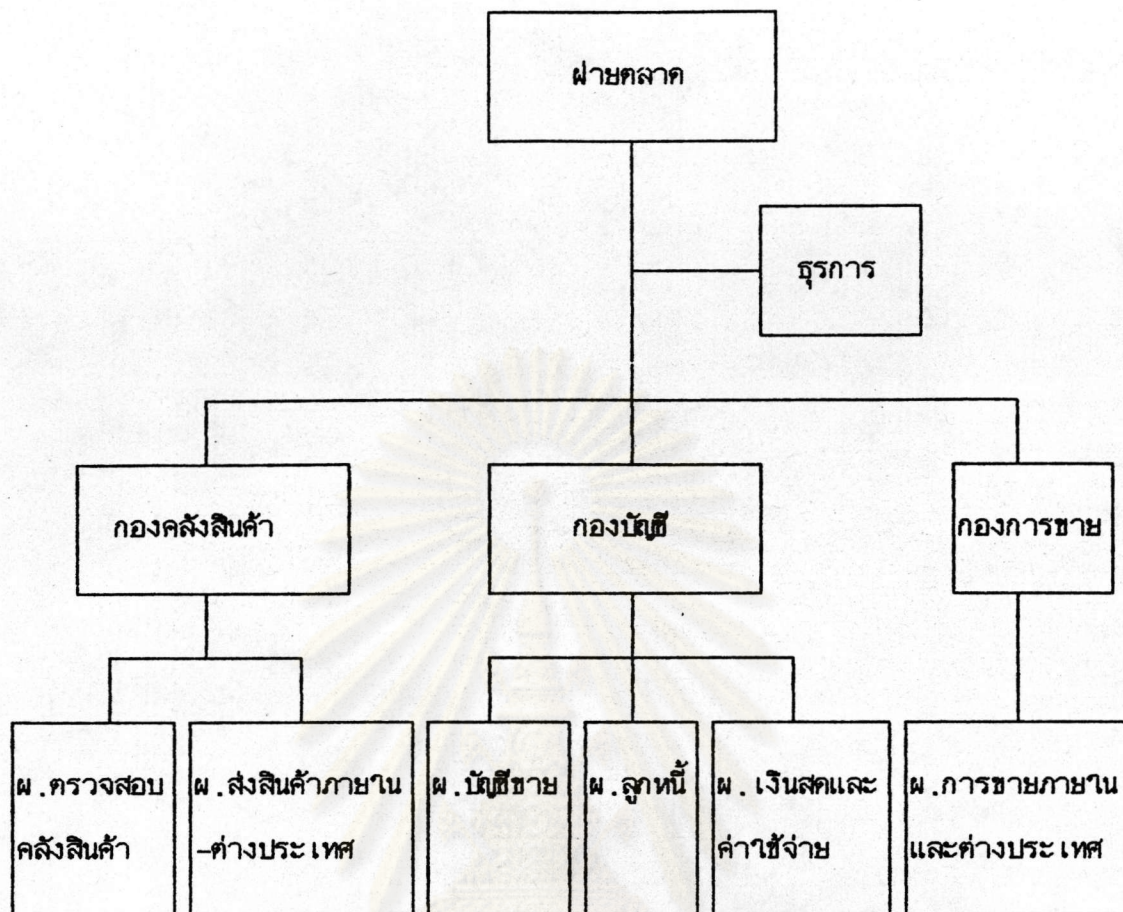 ฝ่ายตลาด
ธุรการ
กองคลังสินค้า
กองบัญชี
กองการขาย
ผ.ตรวจสอบ
คลังสินค้า
ผ.ส่งสินค้าภายใน
-ต่างประเทศ
ผ.บัญชีขาย
ผ.ลูกหนี้
ผ.เงินสดและ
ค่าใช้จ่าย
ผ.การขายภายใน
และต่างประเทศ